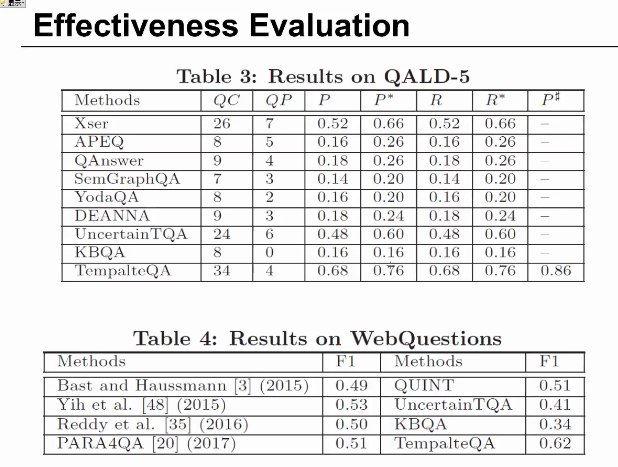 Effectiveness Evaluation
Table 3: Results on QALD-5
Methods QC QP P P* R R* P♯
Xser 26 7 0.52 0.66 0.52 0.66 –
APEQ 8 5 0.16 0.26 0.16 0.26 –
QAnswer 9 4 0.18 0.26 0.18 0.26 –
SemGraphQA 7 3 0.14 0.20 0.14 0.20 –
YodaQA 8 2 0.16 0.20 0.16 0.20 –
DEANNA 9 3 0.18 0.24 0.18 0.24 –
UncertainTQA 24 6 0.48 0.60 0.48 0.60 –
KBQA 8 0 0.16 0.16 0.16 0.16 –
TempalteQA 34 4 0.68 0.76 0.68 0.76 0.86
Table 4: Results on WebQuestions
Methods F1 Methods F1
Bast and Haussmann [3] (2015) 0.49 QUINT 0.51
Yih et al. [48] (2015) 0.53 UncertainTQA 0.41
Reddy et al. [35] (2016) 0.50 KBQA 0.34
PARA4QA [20] (2017) 0.51 TempalteQA 0.62